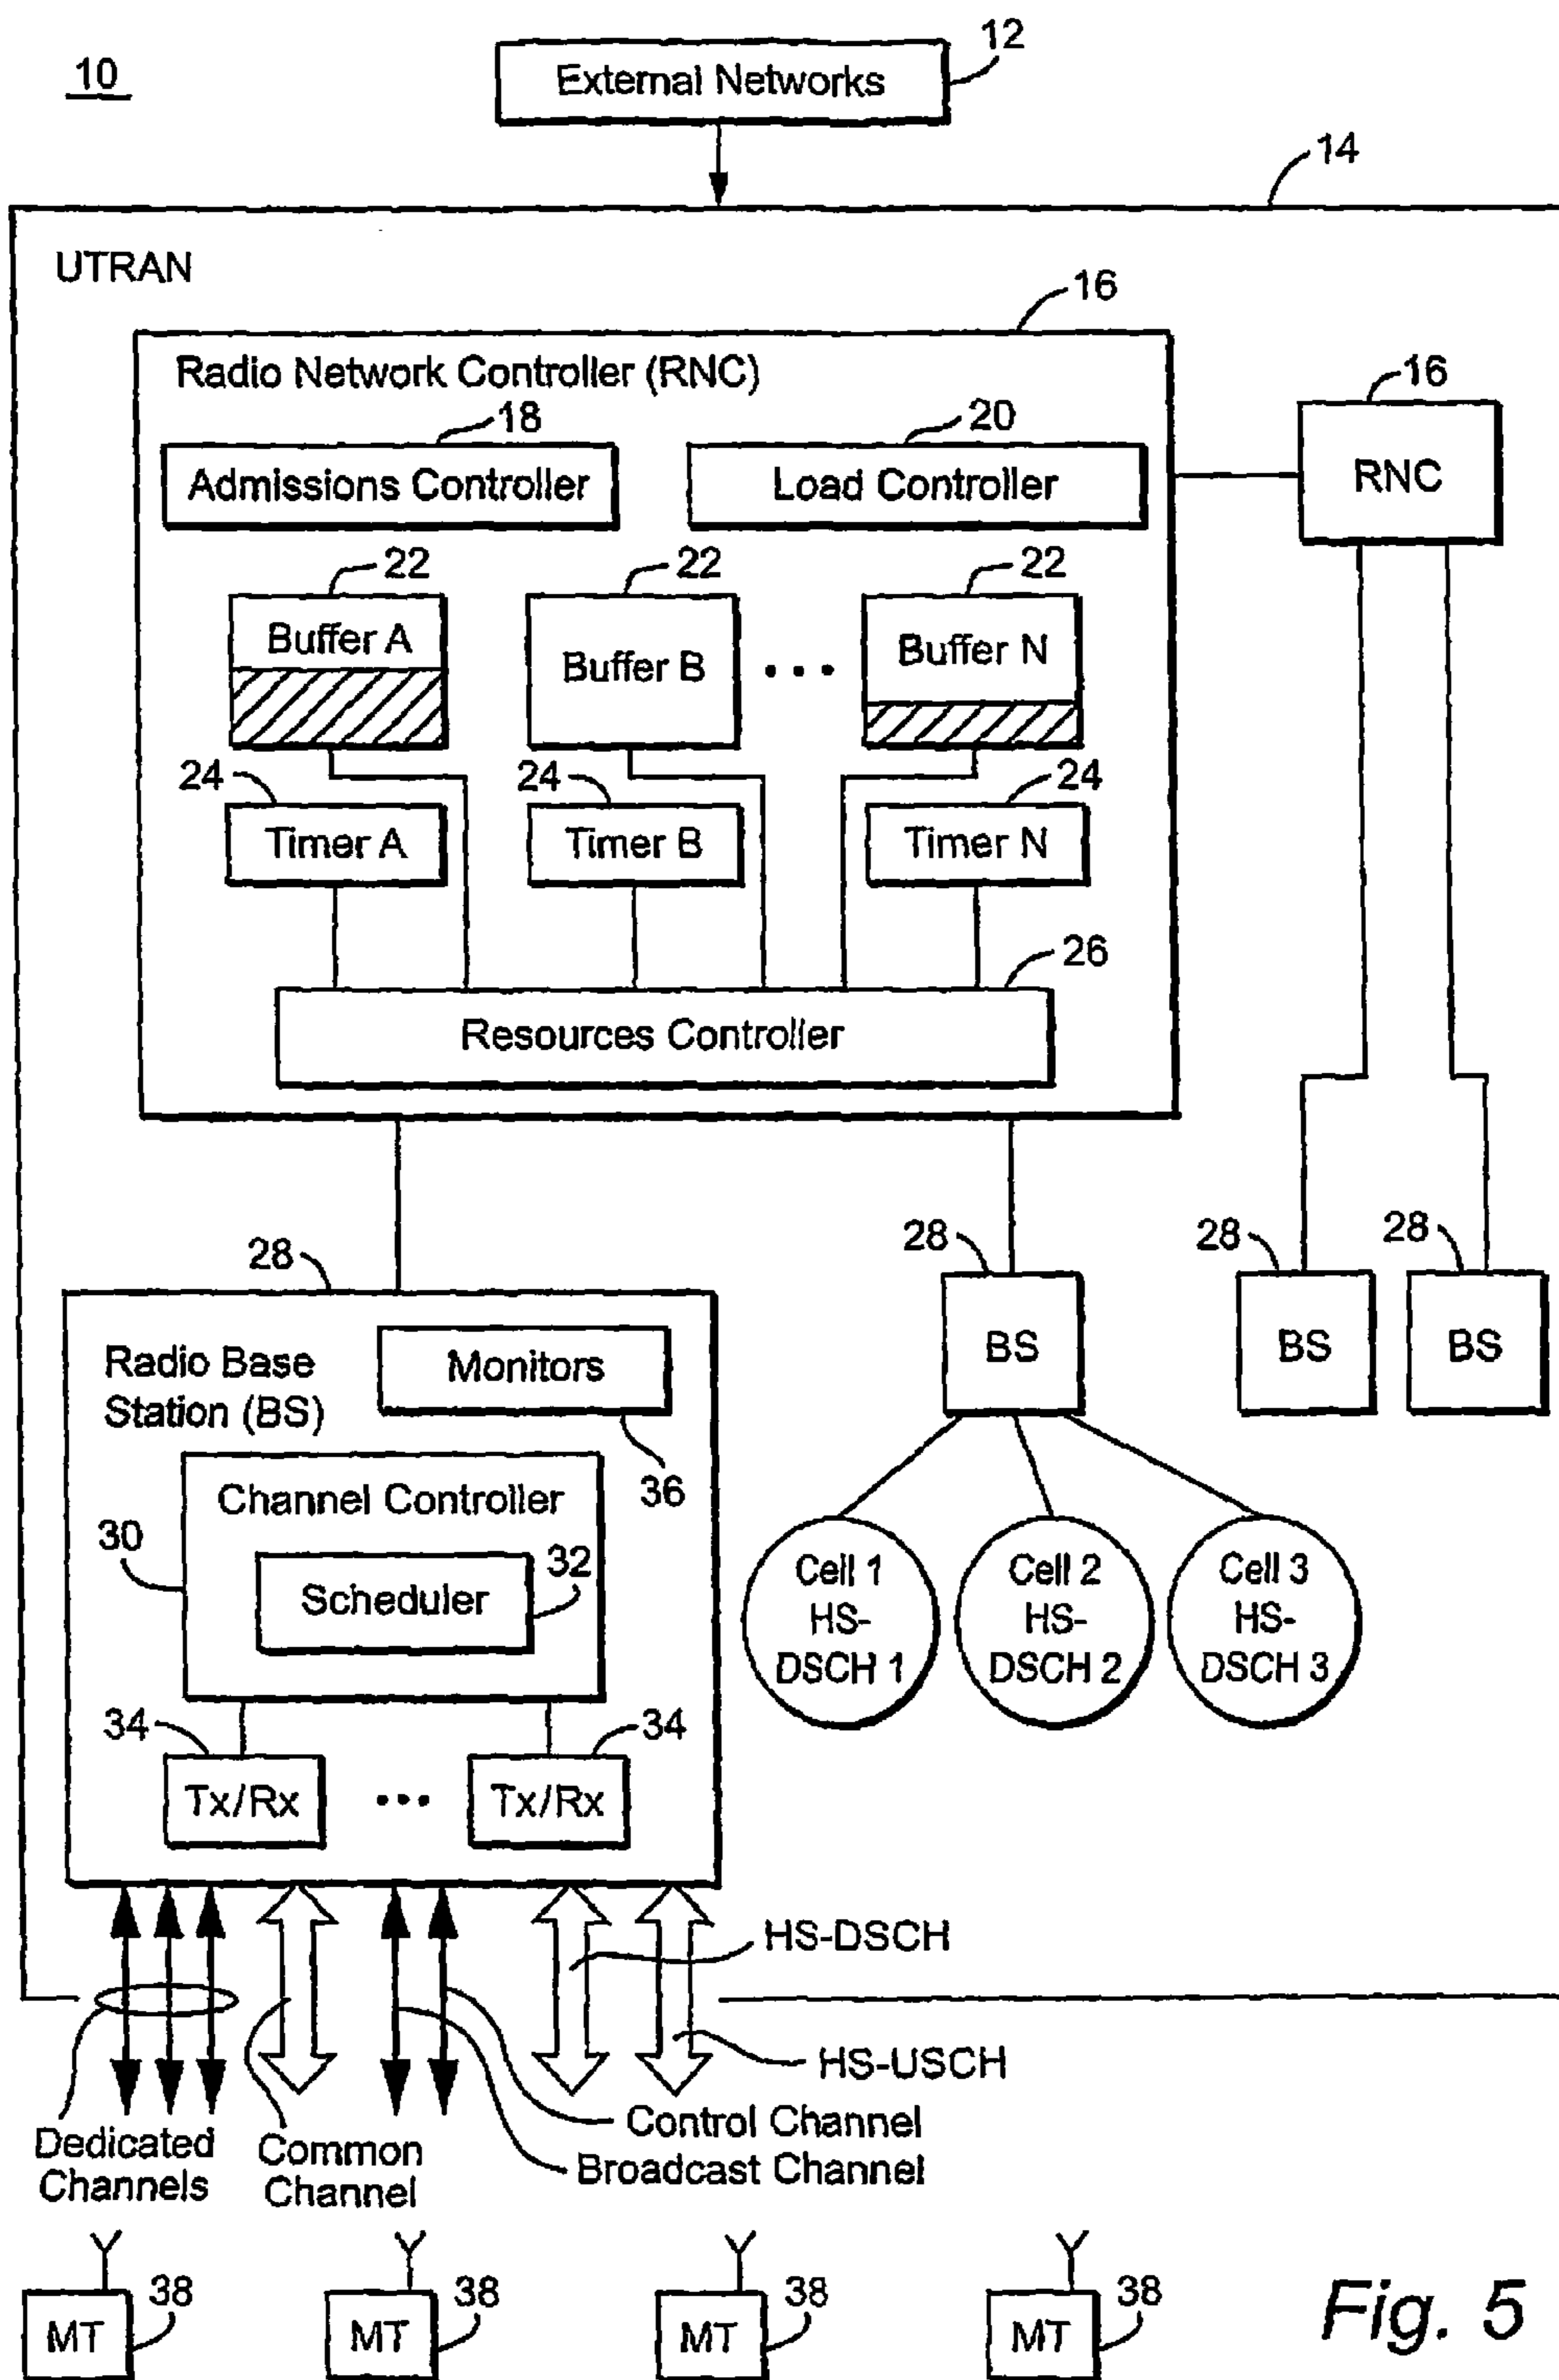 10
12
External Networks
14
UTRAN
16
Radio Network Controller (RNC)
16
RNC
18
20
Admissions Controller
Load Controller
22
22
22
Buffer A
Buffer B
...
Buffer N
24
24
24
Timer A
Timer B
Timer N
26
Resources Controller
28
28
28
28
Radio Base
Station (BS)
Monitors
36
BS
BS
BS
Channel Controller
30
Scheduler
32
Cell 1
HS-
DSCH 1
Cell 2
HS-
DSCH 2
Cell 3
HS-
DSCH 3
34
34
Tx/Rx
...
Tx/Rx
HS-DSCH
HS-USCH
Control Channel
Broadcast Channel
Dedicated
Channels
Common
Channel
MT
38
MT
38
MT
38
MT
38
Fig. 5